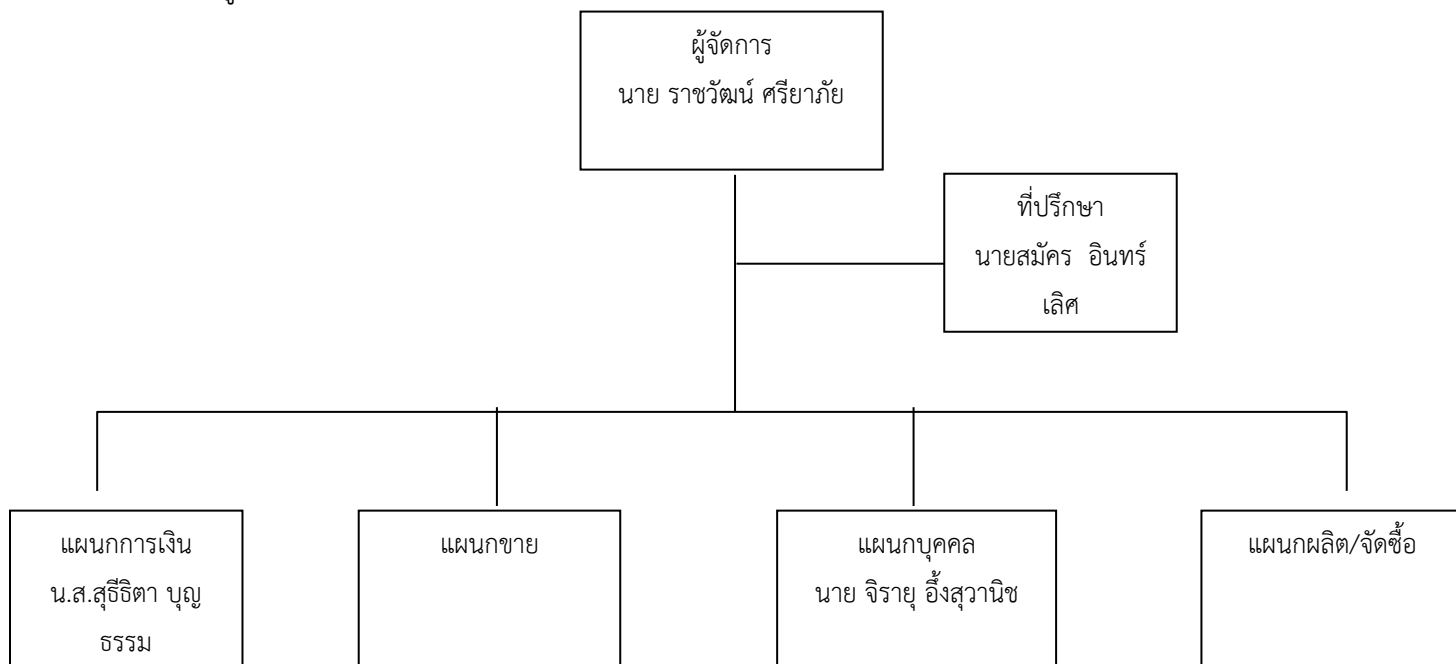 ผู้จัดการ
นาย ราชวัฒน์ ศรียาภัย
ที่ปรึกษา
นายสมัคร อินทร์
เลิศ
แผนกการเงิน
น.ส.สุธีธิตา บุญ
ธรรม
แผนกขาย
แผนกบุคคล
นาย จิรายุ อึ้งสุวานิช
แผนกผลิต/จัดซื้อ